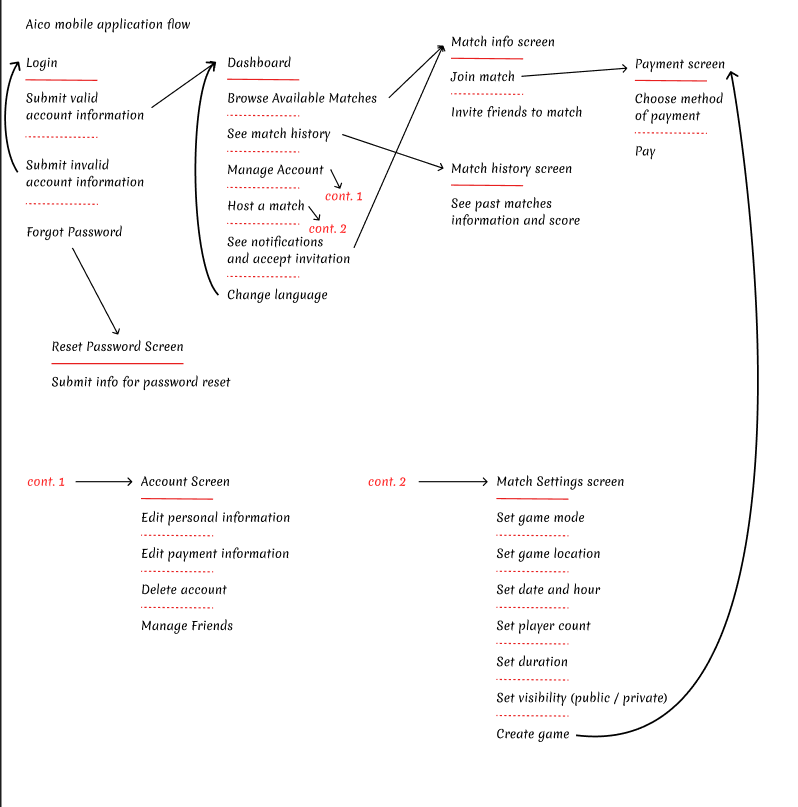 Aico mobile application flow
Login
Submit valid
account information
Submit invalid
account information
Forgot Password
Reset Password Screen
Submit info for password reset
Dashboard
Browse Available Matches
See match history
Manage Account
cont. 1
Host a match
cont. 2
See notifications
and accept invitation
Change language
Match info screen
Join match
Invite friends to match
Match history screen
See past matches
information and score
Payment screen
Choose method
of payment
Pay
cont. 1
Account Screen
Edit personal information
Edit payment information
Delete account
Manage Friends
cont. 2
Match Settings screen
Set game mode
Set game location
Set date and hour
Set player count
Set duration
Set visibility (public / private)
Create game